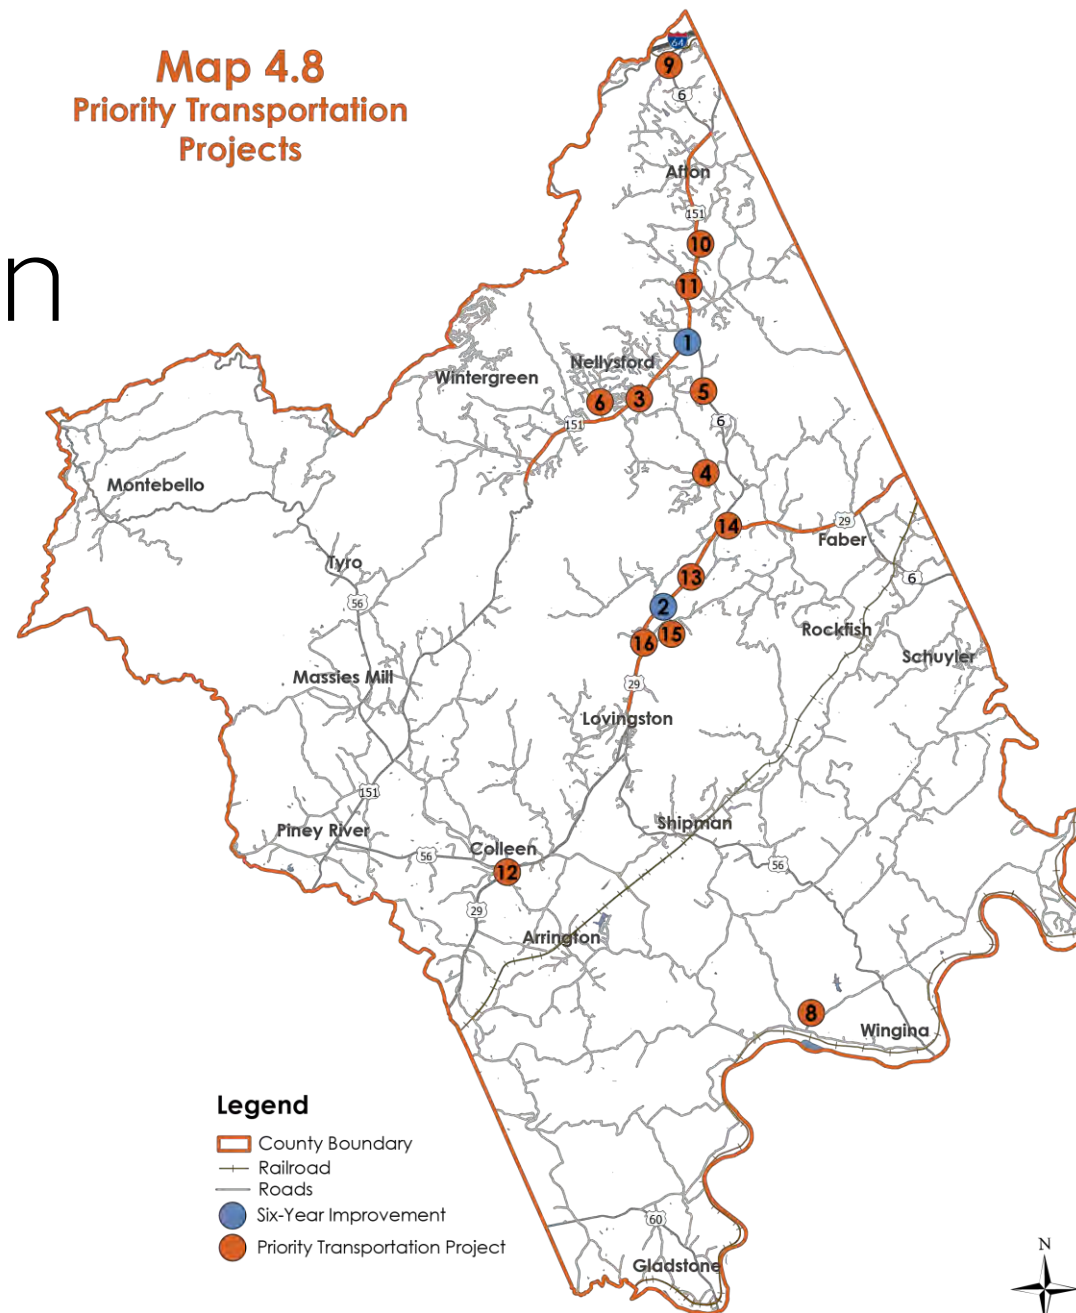 Map 4.8
Priority Transportation
Projects
n
64
9
6
Afton
151
10
11
1
Nellysford
Wintergreen
6
3
5
151
6
Montebello
4
14
29
Faber
Tyro
13
6
56
2
15
Rockfish
16
Schuyler
Massies Mill
29
Lovingston
151
Piney River
Shipman
Colleen
56
56
12
29
Arrington
8
Wingina
Legend
County Boundary
Railroad
Roads
Six-Year Improvement
60
Priority Transportation Project
Gladstone
N